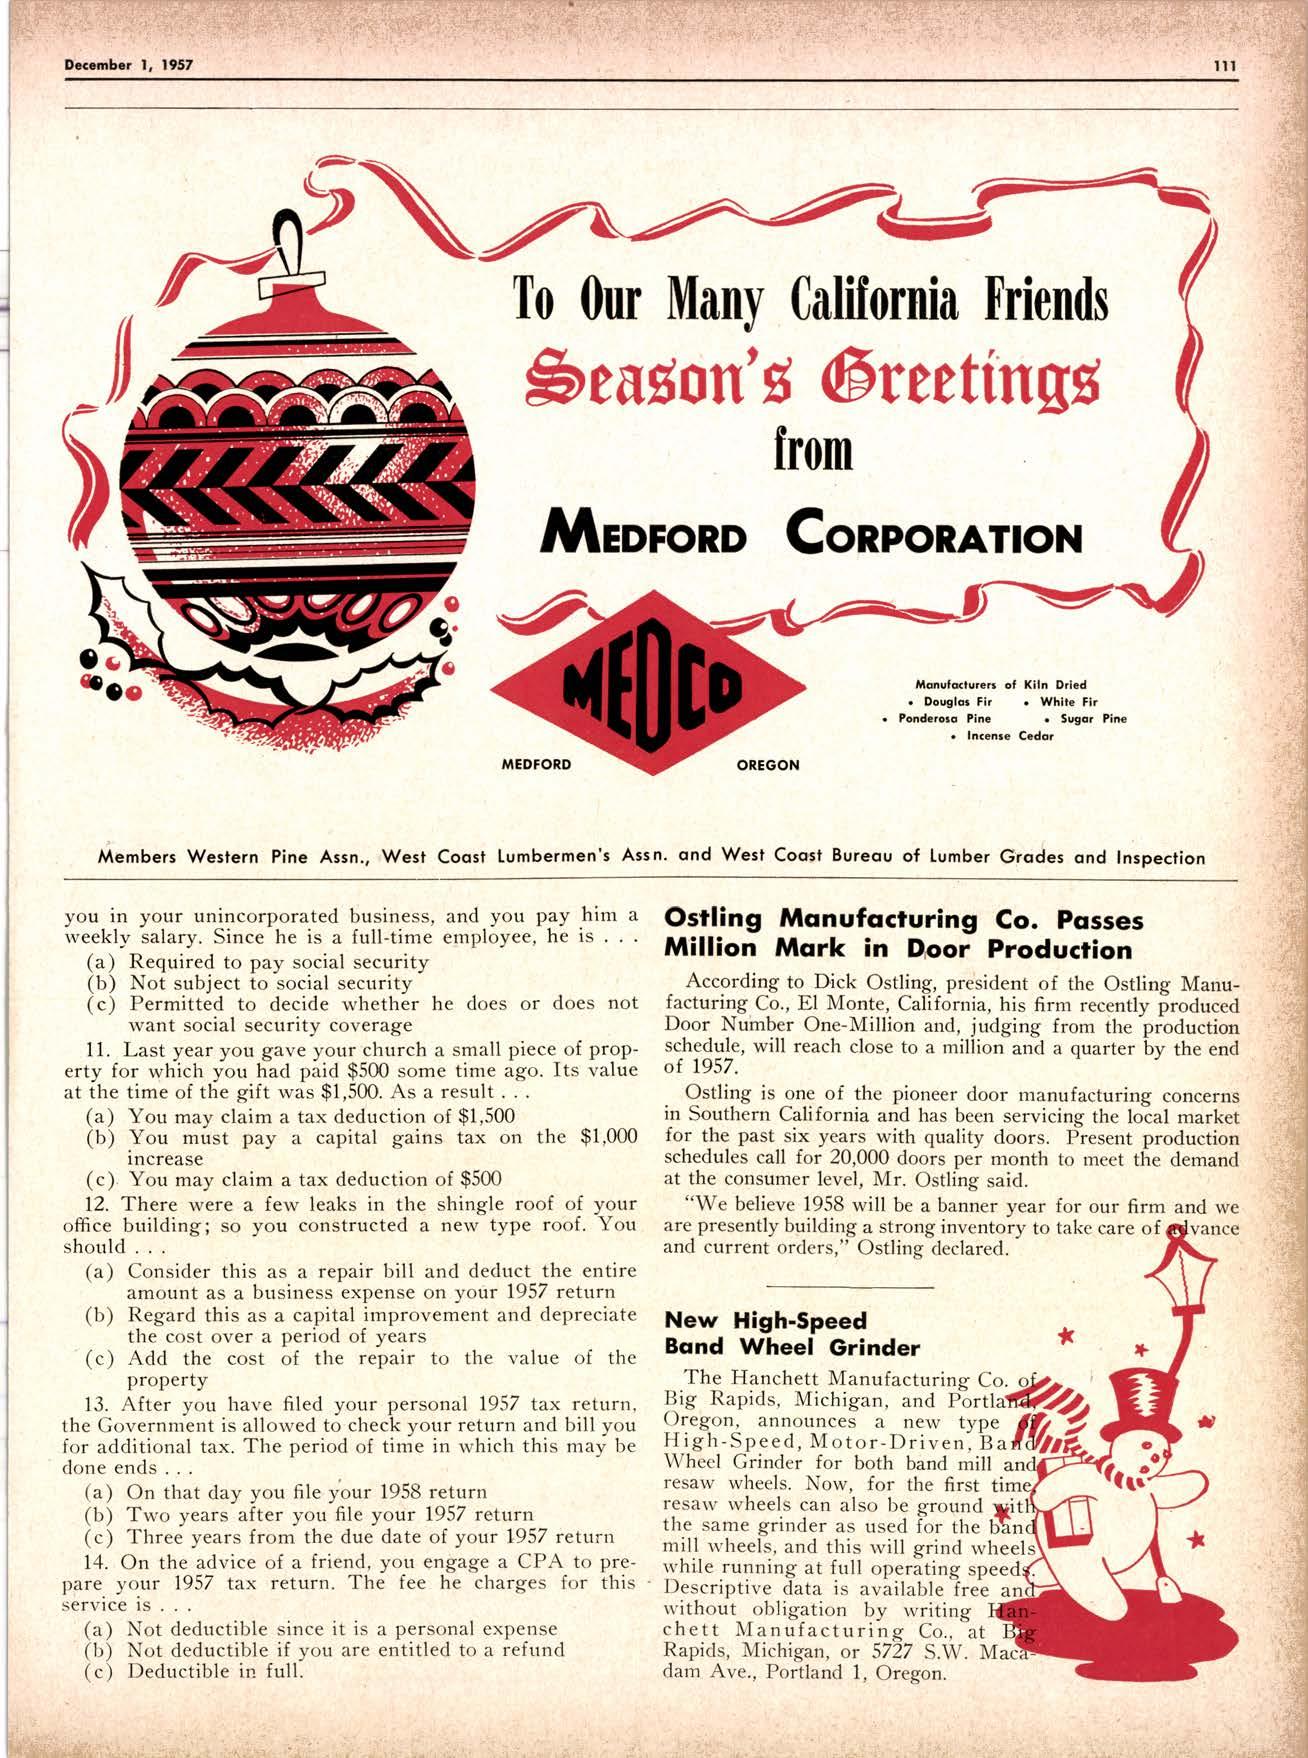 December 1, 1957
111
To Our Many California Friends
Season's Greetings
from
MEDFORD CORPORATION
MEDCO
MEDFORD OREGON
Manufacturers of Kiln Dried
• Douglas Fir • White Fir
• Ponderosa Pine • Sugar Pine
• Incense Cedar
Members Western Pine Assn., West Coast Lumbermen's Assn. and West Coast Bureau of Lumber Grades and Inspection
you in your unincorporated business, and you pay him a
weekly salary. Since he is a full-time employee, he is . . .
(a) Required to pay social security
(b) Not subject to social security
(c) Permitted to decide whether he does or does not
want social security coverage
11. Last year you gave your church a small piece of prop-
erty for which you had paid $500 some time ago. Its value
at the time of the gift was $1,500. As a result . . .
(a) You may claim a tax deduction of $1,500
(b) You must pay a capital gains tax on the $1,000
increase
(c) You may claim a tax deduction of $500
12. There were a few leaks in the shingle roof of your
office building; so you constructed a new type roof. You
should . . .
(a) Consider this as a repair bill and deduct the entire
amount as a business expense on your 1957 return
(b) Regard this as a capital improvement and depreciate
the cost over a period of years
(c) Add the cost of the repair to the value of the
property
13. After you have filed your personal 1957 tax return,
the Government is allowed to check your return and bill you
for additional tax. The period of time in which this may be
done ends . . .
(a) On that day you file your 1958 return
(b) Two years after you file your 1957 return
(c) Three years from the due date of your 1957 return
14. On the advice of a friend, you engage a CPA to pre-
pare your 1957 tax return. The fee he charges for this
service is . . .
(a) Not deductible since it is a personal expense
(b) Not deductible if you are entitled to a refund
(c) Deductible in full.
Ostling Manufacturing Co. Passes
Million Mark in Door Production
According to Dick Ostling, president of the Ostling Manu-
facturing Co., El Monte, California, his firm recently produced
Door Number One-Million and, judging from the production
schedule, will reach close to a million and a quarter by the end
of 1957.
Ostling is one of the pioneer door manufacturing concerns
in Southern California and has been servicing the local market
for the past six years with quality doors. Present production
schedules call for 20,000 doors per month to meet the demand
at the consumer level, Mr. Ostling said.
"We believe 1958 will be a banner year for our firm and we
are presently building a strong inventory to take care of advance
and current orders," Ostling declared.
New High-Speed
Band Wheel Grinder
The Hanchett Manufacturing Co. of
Big Rapids, Michigan, and Portland,
Oregon, announces a new type of
High-Speed, Motor-Driven, Band
Wheel Grinder for both band mill and
resaw wheels. Now, for the first time,
resaw wheels can also be ground with
the same grinder as used for the band
mill wheels, and this will grind wheels
while running at full operating speeds.
Descriptive data is available free and
without obligation by writing Han-
chett Manufacturing Co., at Big
Rapids, Michigan, or 5727 S.W. Maca-
dam Ave., Portland 1, Oregon.